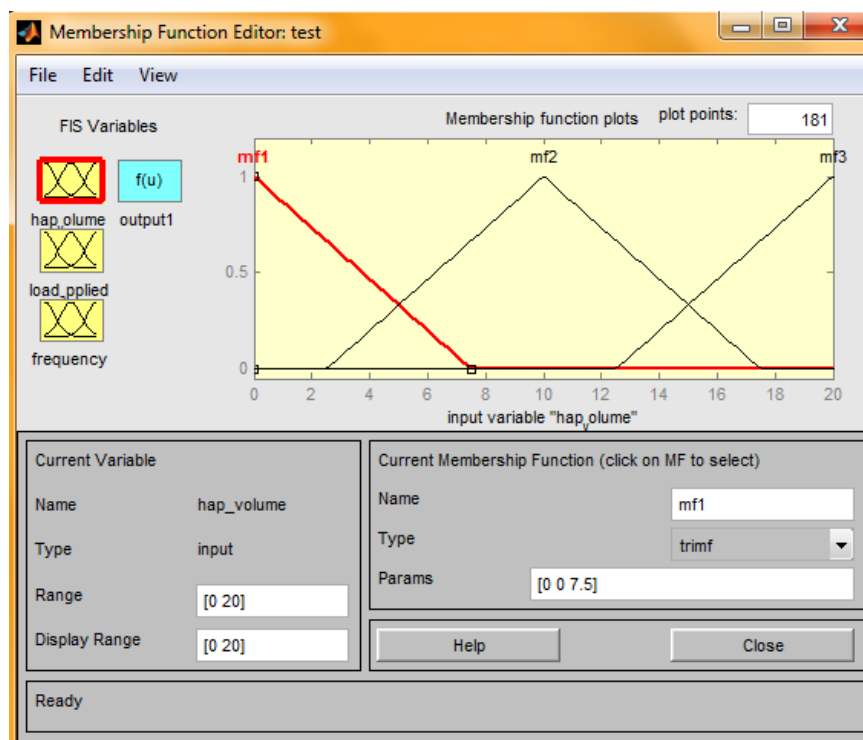 Membership Function Editor: test
File Edit View
FIS Variables
Membership function plots plot points: 181
f(u)
hap_volume output1
load_pplied
frequency
mf1 mf2 mf3
1
0.5
0
0 2 4 6 8 10 12 14 16 18 20
input variable "hap_volume"
Current Variable
Name hap_volume
Type input
Range [0 20]
Display Range [0 20]
Current Membership Function (click on MF to select)
Name mf1
Type trimf
Params [0 0 7.5]
Help Close
Ready